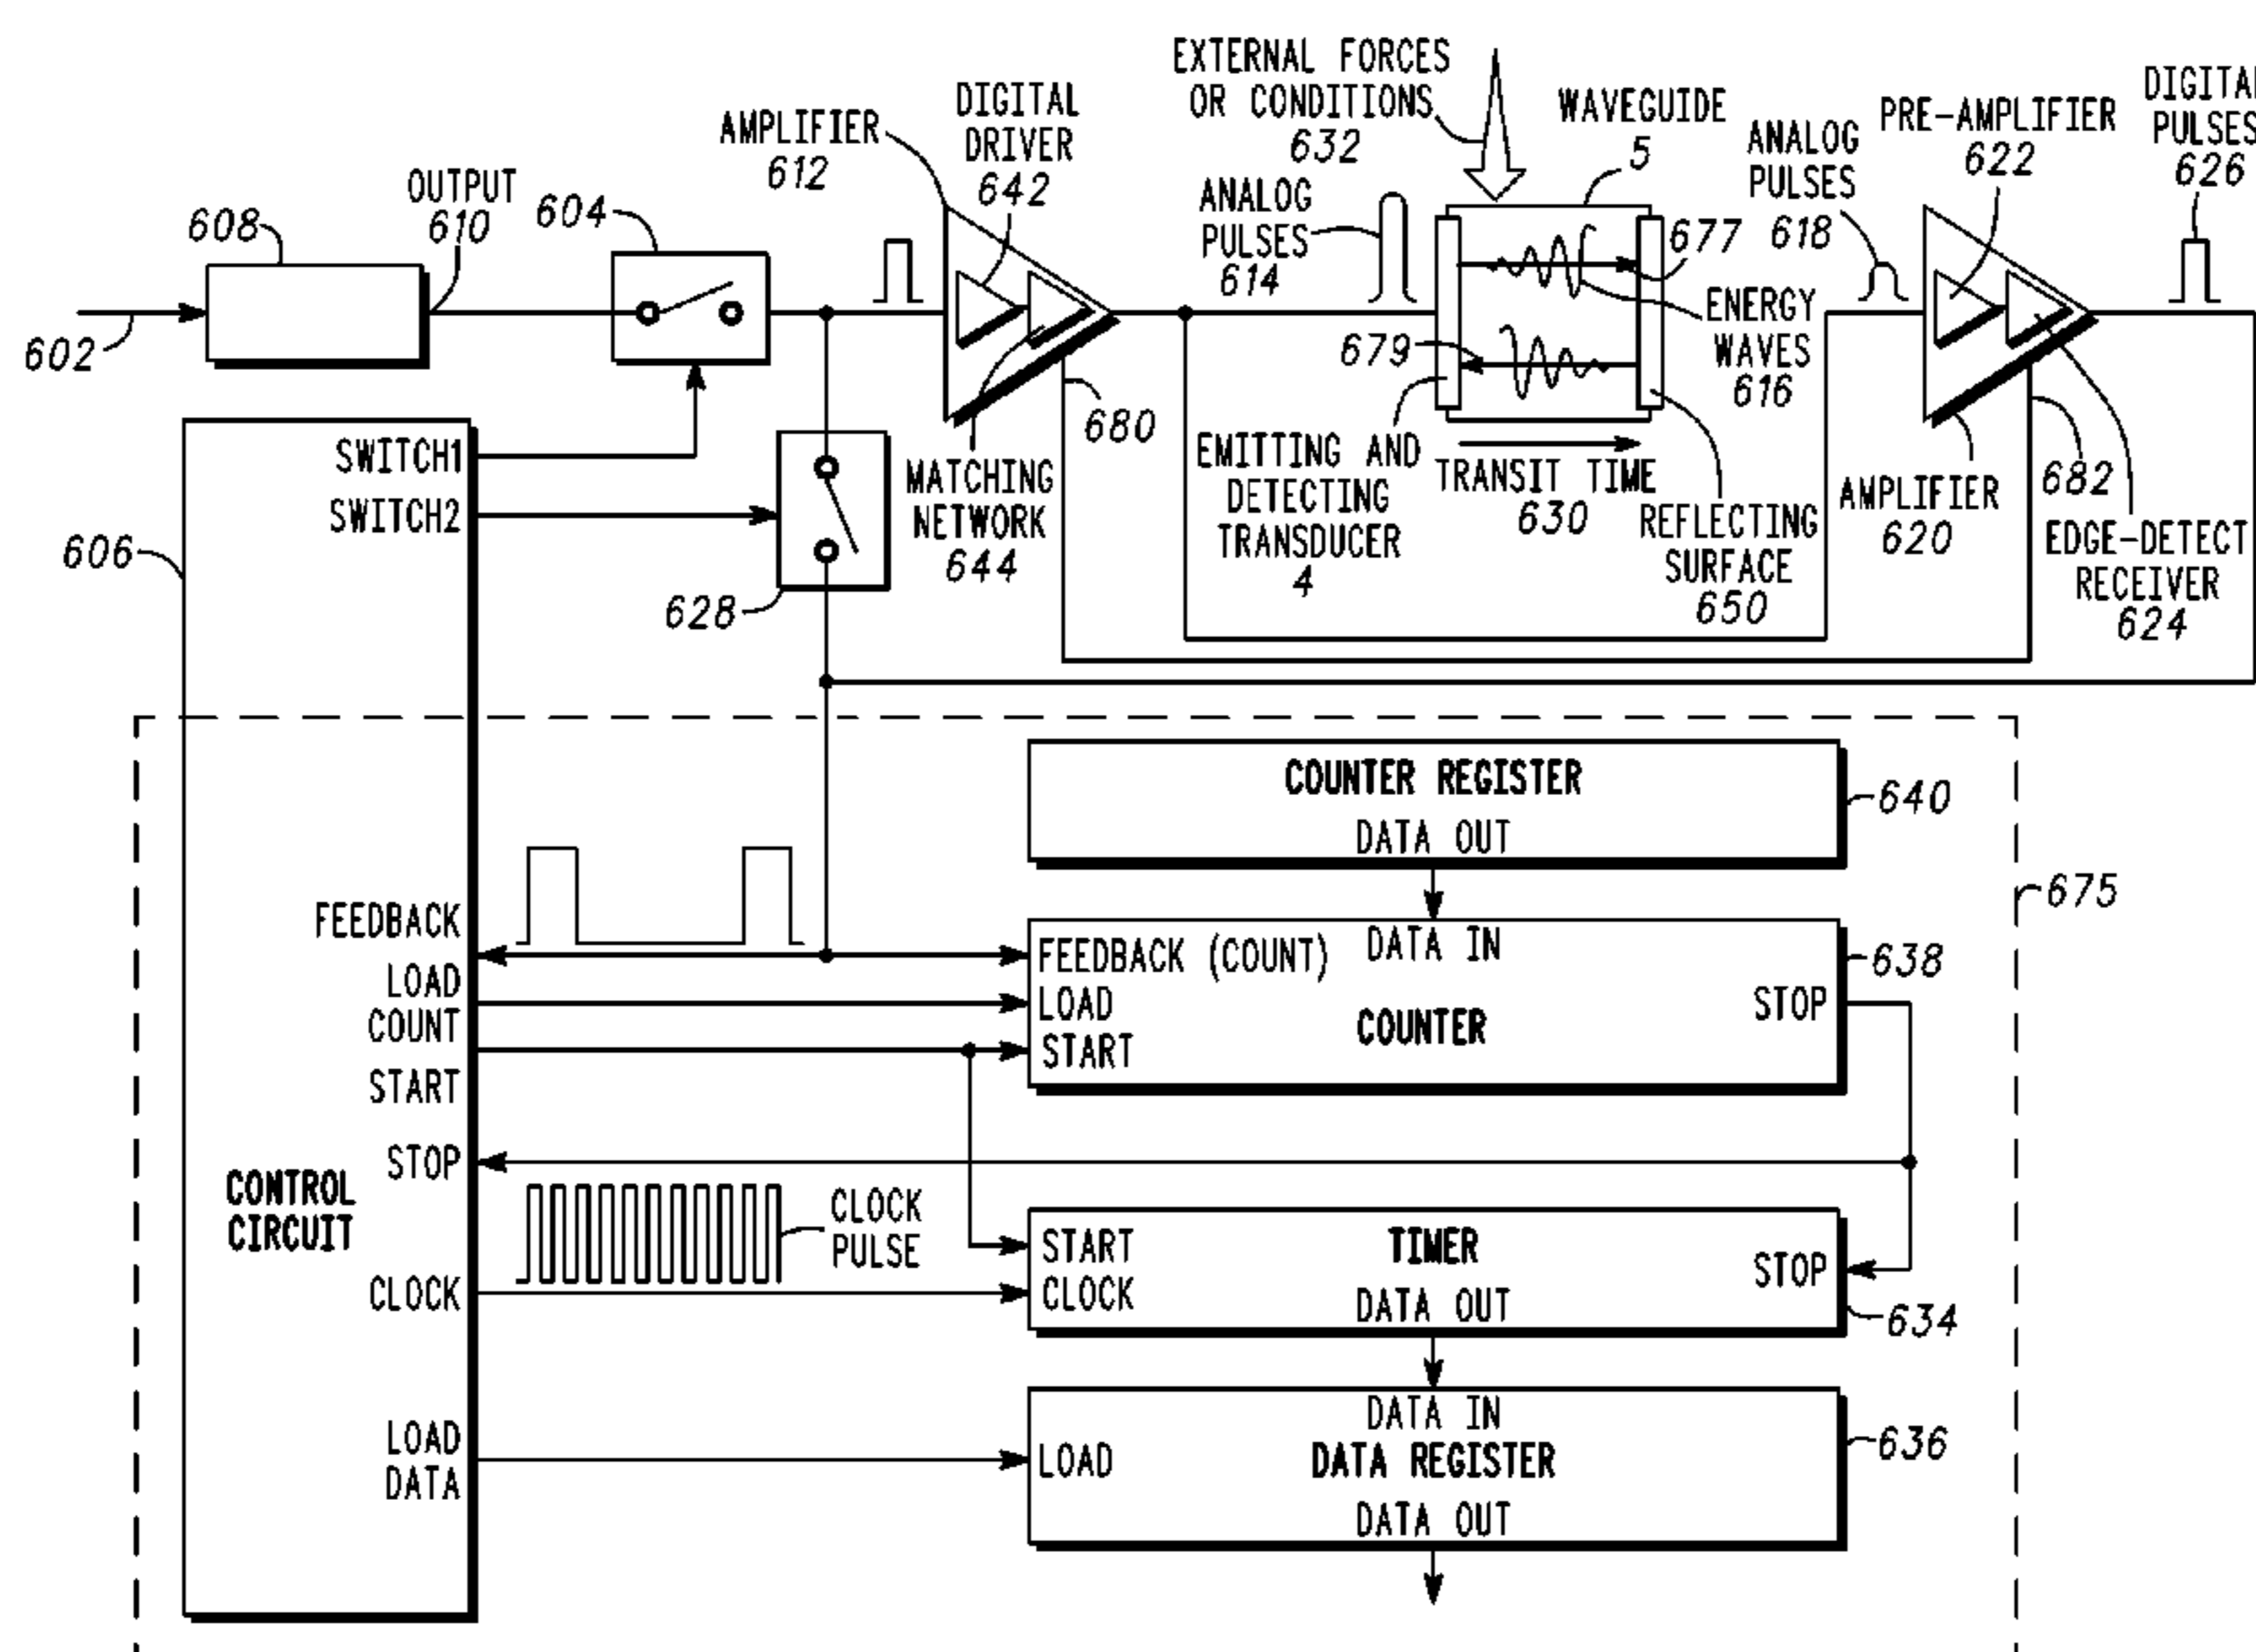 EXTERNAL FORCES
OR CONDITIONS
632
DIGITAL
DRIVER
642
AMPLIFIER
612
WAVEGUIDE
5
ANALOG
PULSES
618
PRE-AMPLIFIER
622
PULSES
626
608
OUTPUT
610
604
ANALOG
PULSES
614
677
ENERGY
WAVES
616
602
679
680
SWITCH1
SWITCH2
606
628
MATCHING
NETWORK
644
EMITTING AND
DETECTING
TRANSDUCER
4
TRANSIT TIME
630
REFLECTING
SURFACE
650
AMPLIFIER
620
682
EDGE-DETECT
RECEIVER
624
COUNTER REGISTER
DATA OUT
640
675
FEEDBACK
LOAD
COUNT
START
STOP
CONTROL
CIRCUIT
CLOCK
LOAD
DATA
FEEDBACK (COUNT)
DATA IN
LOAD
COUNTER
START
STOP
638
CLOCK
PULSE
START
TIMER
STOP
CLOCK
DATA OUT
634
DATA IN
LOAD
DATA REGISTER
DATA OUT
636